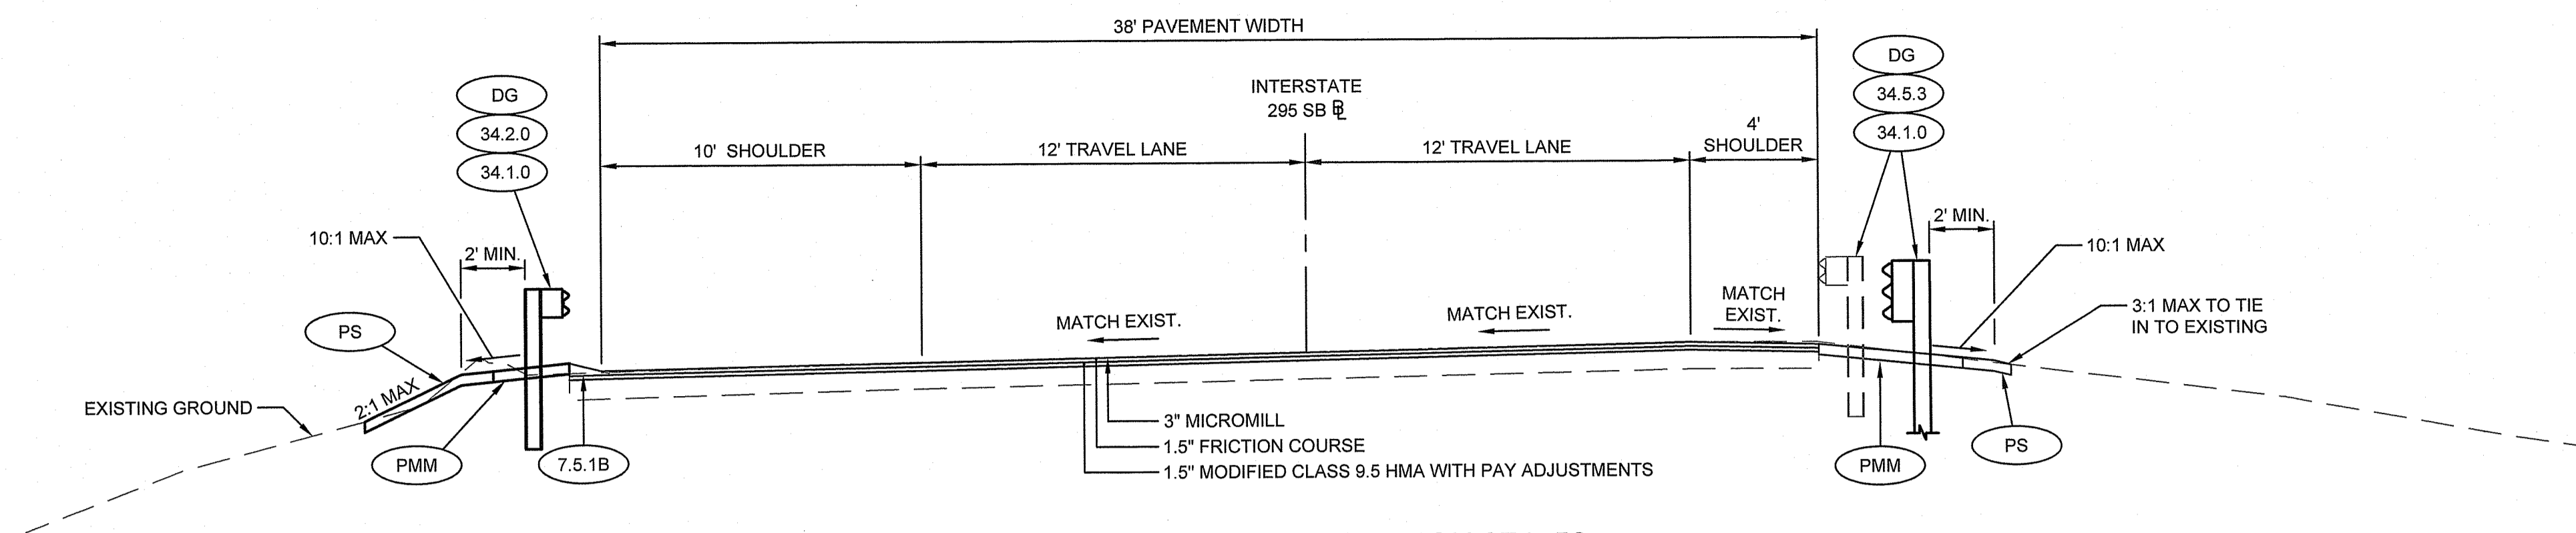 38' PAVEMENT WIDTH
DG
34.2.0
34.1.0
INTERSTATE
295 SB BL
DG
34.5.3
34.1.0
10' SHOULDER
12' TRAVEL LANE
12' TRAVEL LANE
4'
SHOULDER
10:1 MAX
2' MIN.
2' MIN.
10:1 MAX
PS
MATCH EXIST.
MATCH EXIST.
MATCH
EXIST.
3:1 MAX TO TIE
IN TO EXISTING
2:1 MAX
EXISTING GROUND
3" MICROMILL
1.5" FRICTION COURSE
1.5" MODIFIED CLASS 9.5 HMA WITH PAY ADJUSTMENTS
PMM
7.5.1B
PMM
PS